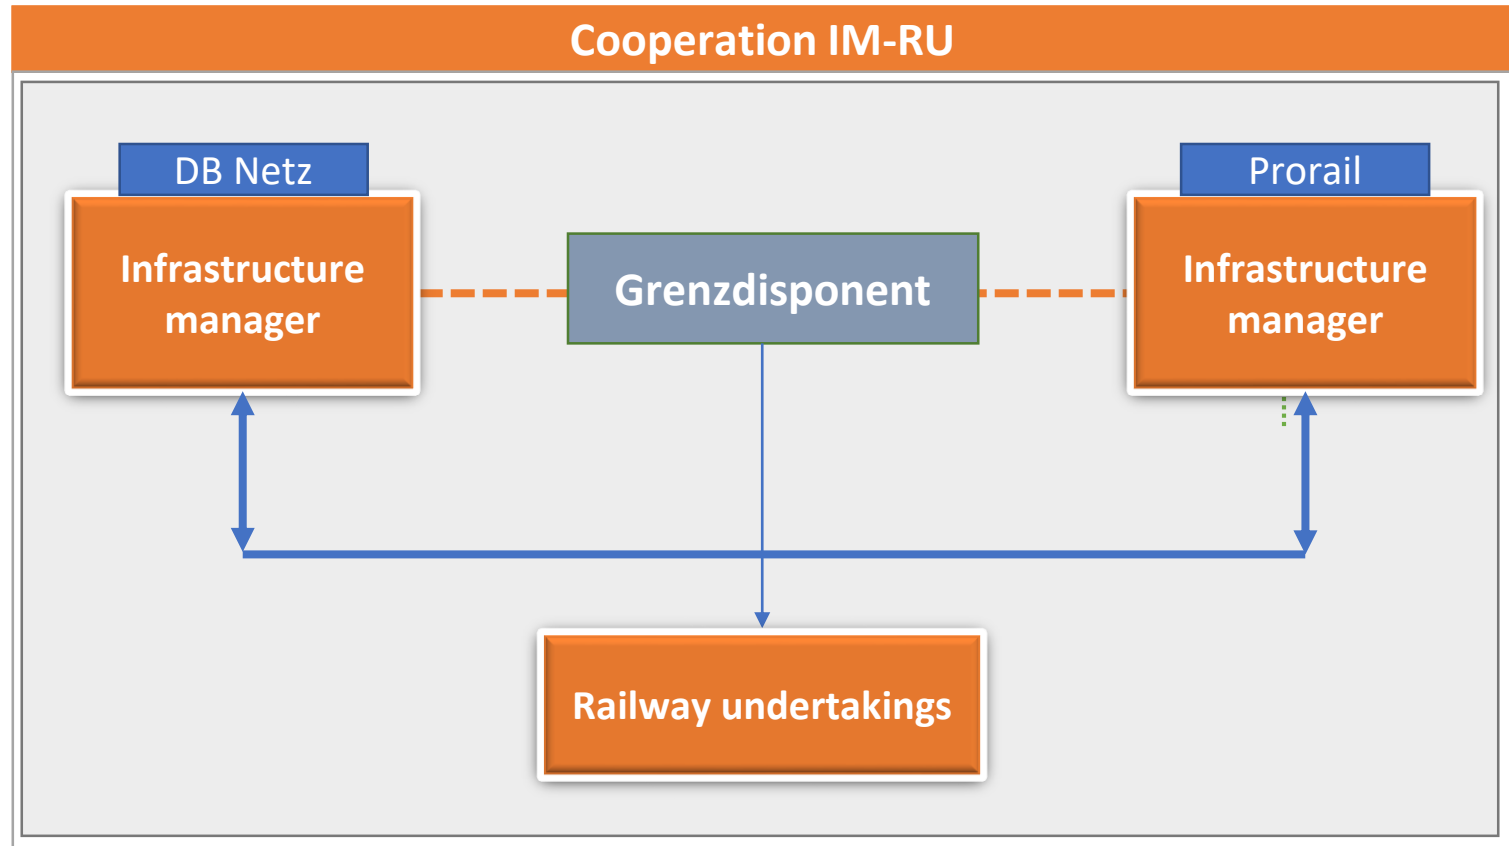 Cooperation IM-RU
DB Netz
Prorail
Infrastructure
manager
Grenzdisponent
Infrastructure
manager
Railway undertakings